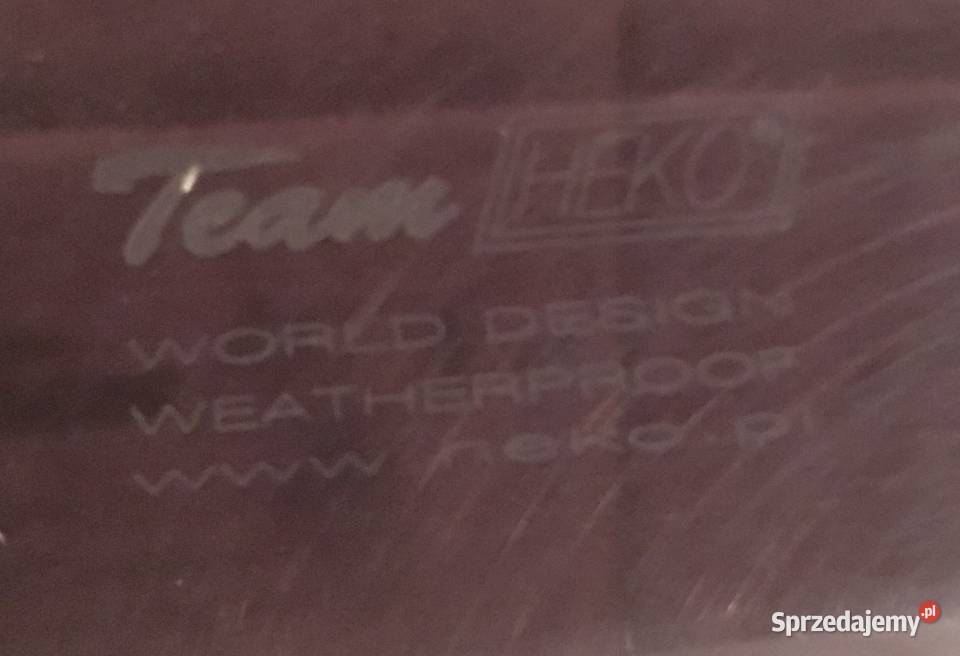 Team HEKO
WORLD DESIGN
WEATHERPROOF
www heko.pl
Sprzedajemy.pl